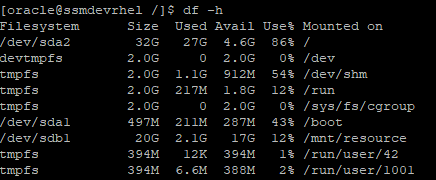 [oracle@ssmdevrhel /]$ df -h
Filesystem      Size  Used Avail Use% Mounted on
/dev/sda2        32G   27G  4.6G  86% /
devtmpfs        2.0G     0  2.0G   0% /dev
tmpfs           2.0G  1.1G  912M  54% /dev/shm
tmpfs           2.0G  217M  1.8G  12% /run
tmpfs           2.0G     0  2.0G   0% /sys/fs/cgroup
/dev/sda1       497M  211M  287M  43% /boot
/dev/sdb1        20G  2.1G   17G  12% /mnt/resource
tmpfs           394M   12K  394M   1% /run/user/42
tmpfs           394M  6.6M  388M   2% /run/user/1001